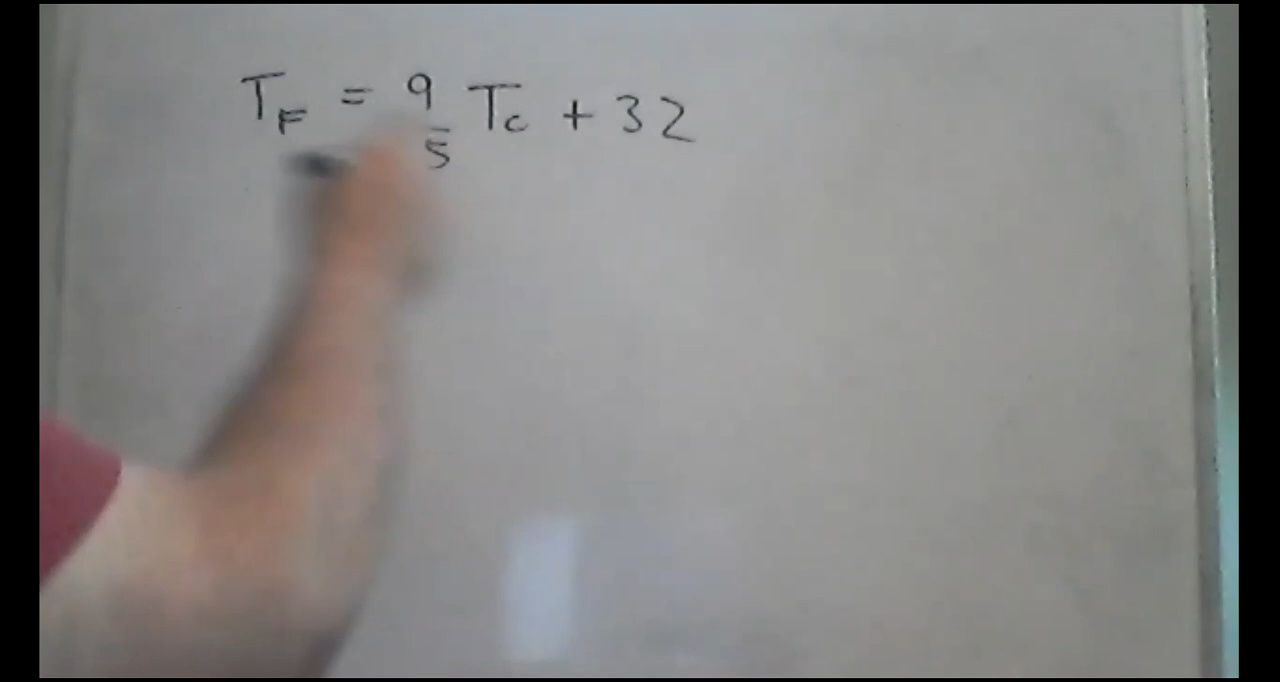 T_F = 9/5 T_C + 32